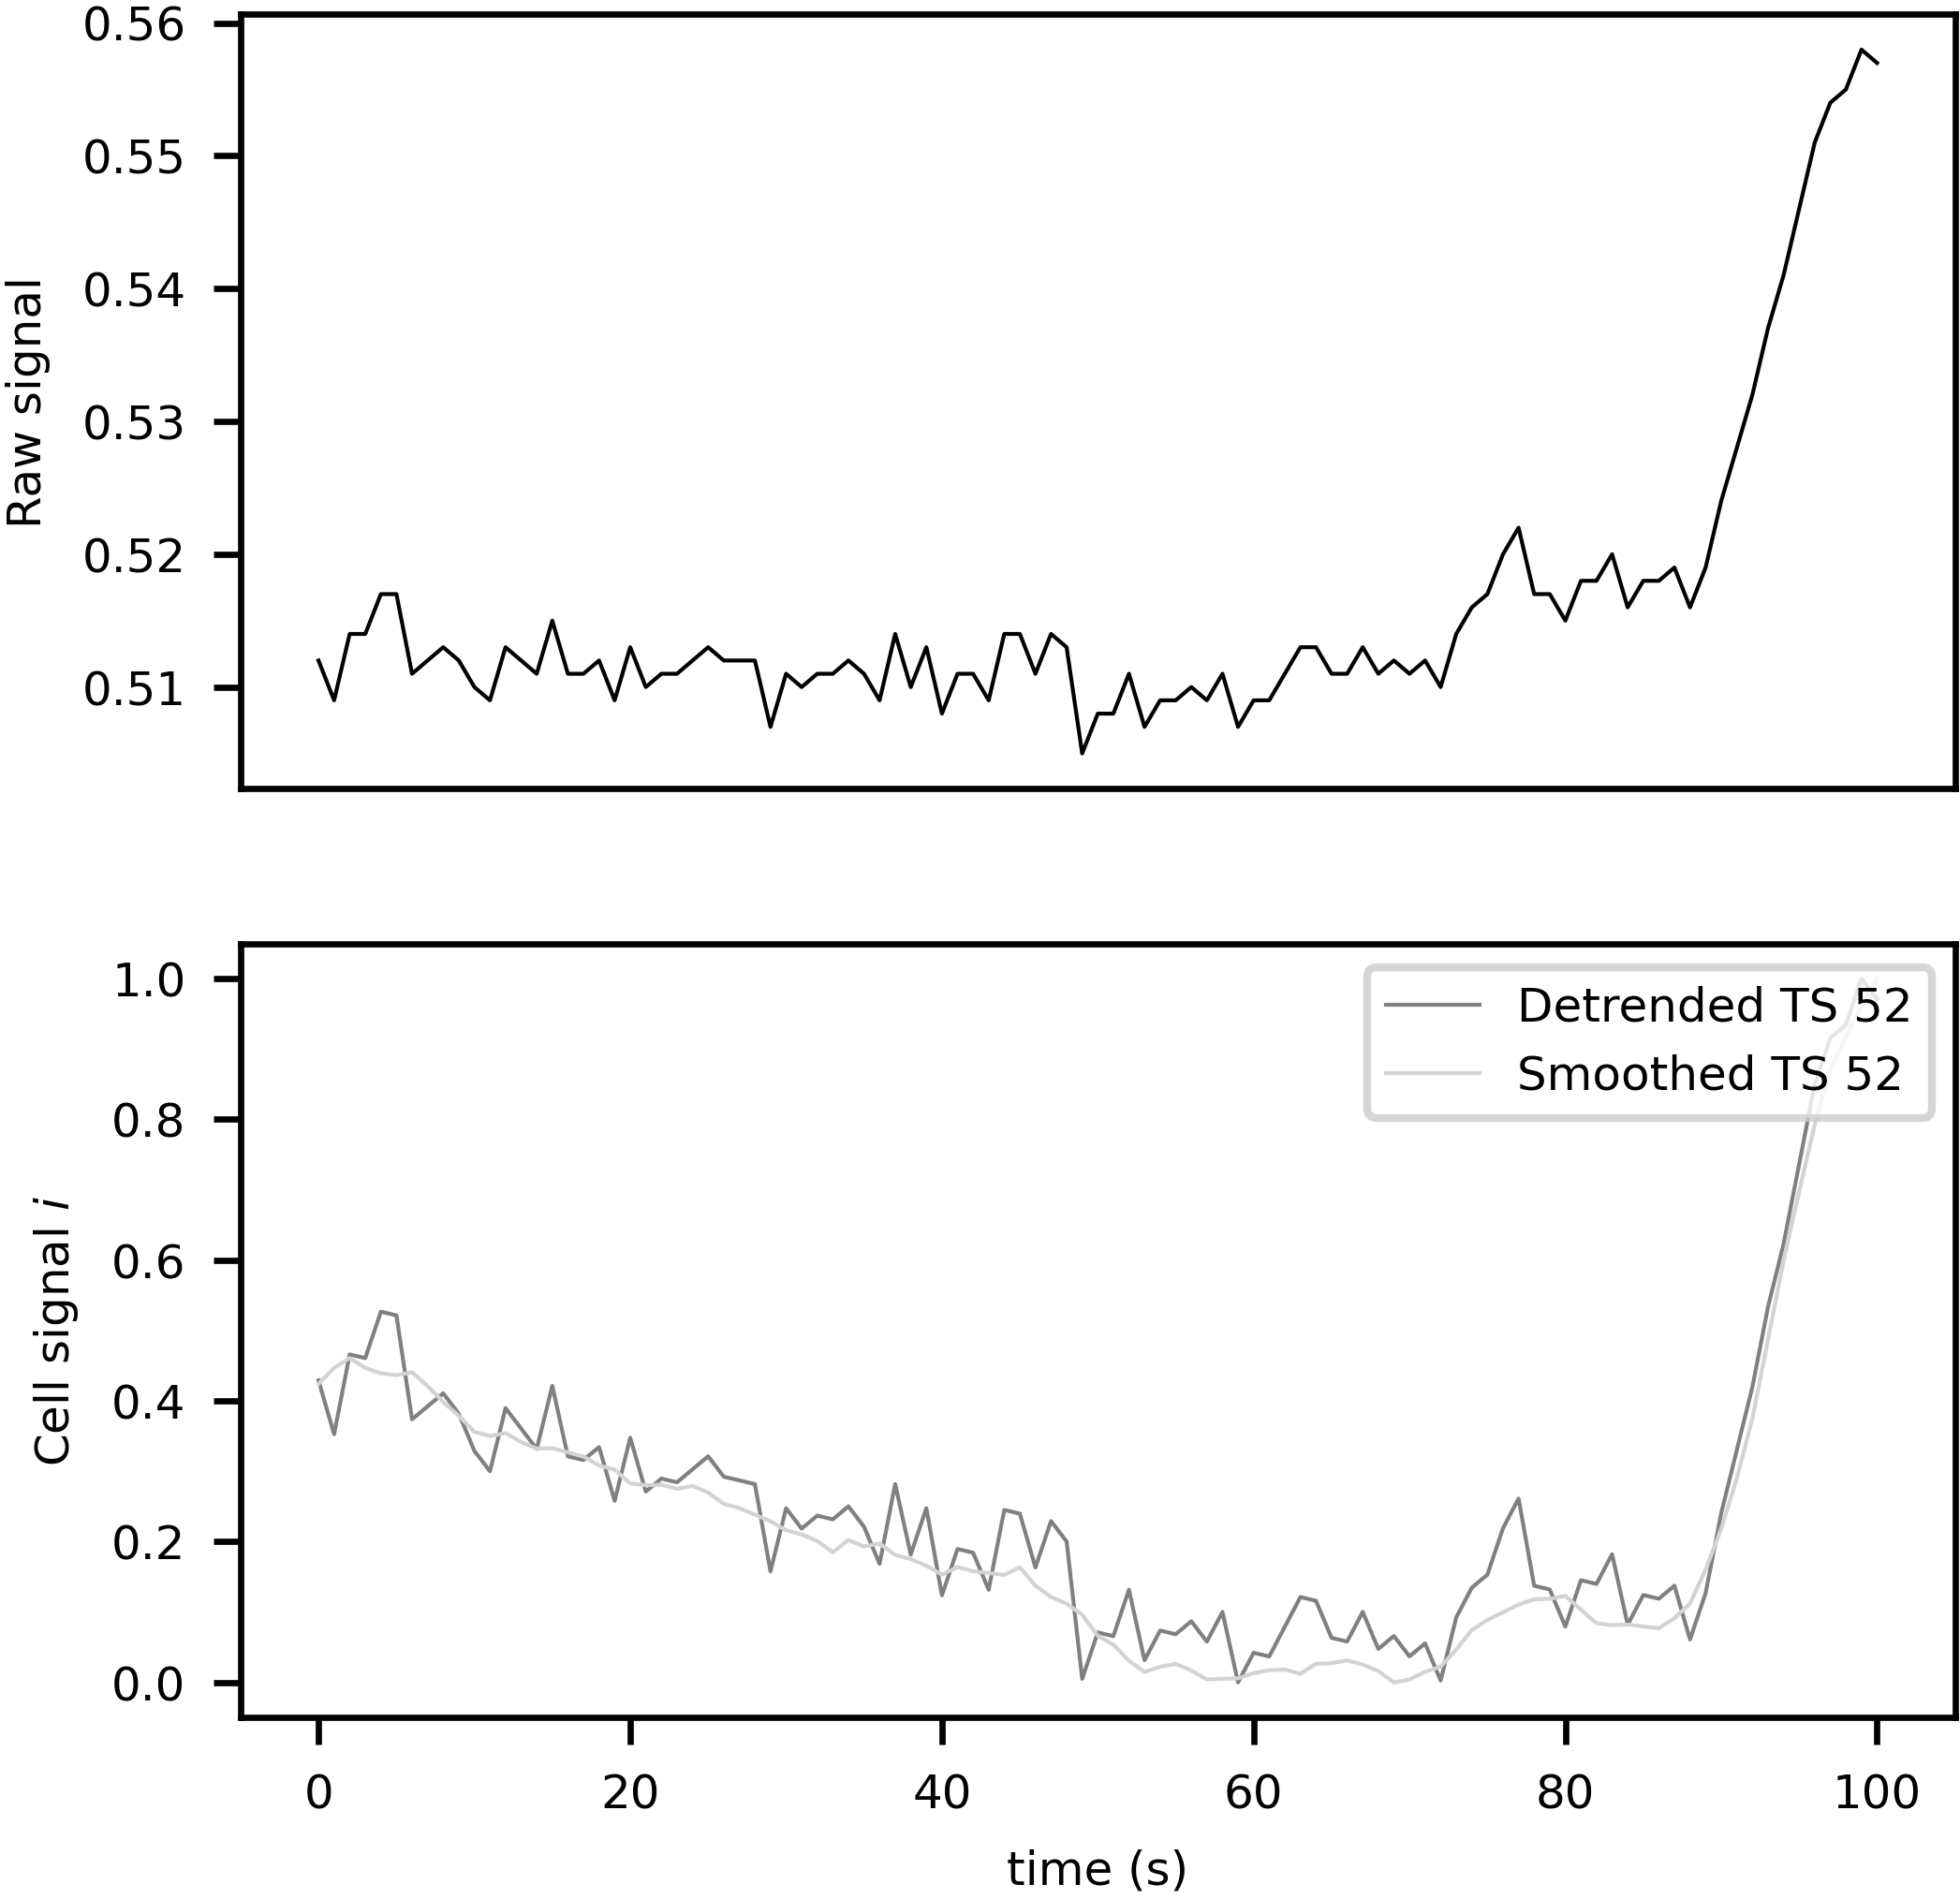 0.56
0.55
0.54
0.53
0.52
0.51
Raw signal
1.0
0.8
0.6
0.4
0.2
0.0
Cell signal i
Detrended TS 52
Smoothed TS 52
0 20 40 60 80 100
time (s)